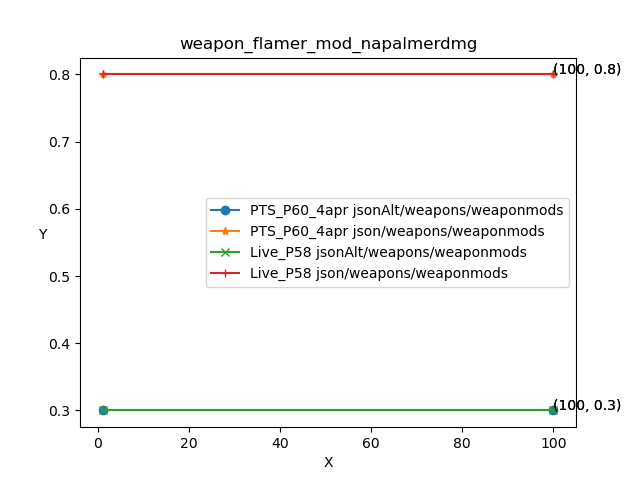 weapon_flamer_mod_napalmerdmg
0.8
(100, 0.8)
0.7
0.6
PTS_P60_4apr jsonAlt/weapons/weaponmods
PTS_P60_4apr json/weapons/weaponmods
Y
Live_P58 jsonAlt/weapons/weaponmods
Live_P58 json/weapons/weaponmods
0.5
0.4
0.3
(100, 0.3)
0 20 40 60 80 100
X